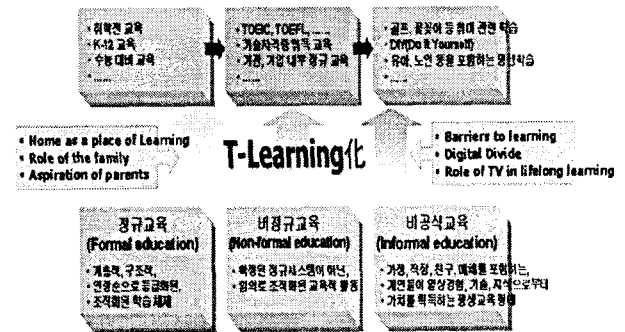 • 취학전 교육
• K-12 교육
• 수능 대비 교육
• ......
• TOEIC, TOEFL, ......
• 기술자격증 취득 교육
• 기관, 기업 내부 정규 교육
• ......
• 골프, 꽃꽂이 등 취미 관련 학습
• DIY(Do It Yourself)
• 유아, 노인 등을 포함하는 평생학습
• ......
• Home as a place of Learning
• Role of the family
• Aspiration of parents
T-Learning化
• Barriers to learning
• Digital Divide
• Role of TV in lifelong learning
정규교육
(Formal education)
• 계층적, 구조적,
• 연령순으로 등급화된,
• 조직화된 학습 체제
비정규교육
(Non-formal education)
• 확정된 정규시스템이 아닌,
• 임의로 조직화된 교육적 활동
비공식교육
(Informal education)
• 가정, 직장, 친구, 매체를 포함하는,
• 개인들이 일상경험, 기술, 지식으로부터
• 가치를 획득하는 평생교육 형태